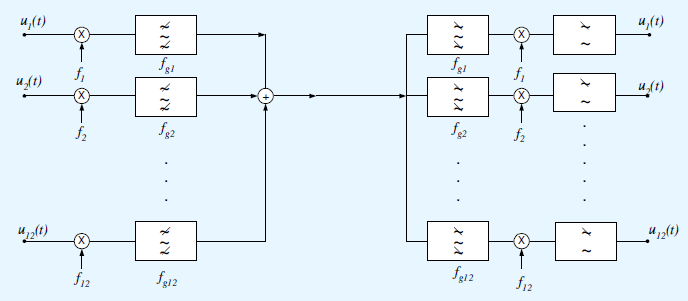 u1(t) u1(t)
X X
f1 fg1 fg1 f1
u2(t) u2(t)
X + X
f2 fg2 fg2 f2
u12(t) u12(t)
X X
f12 fg12 fg12 f12